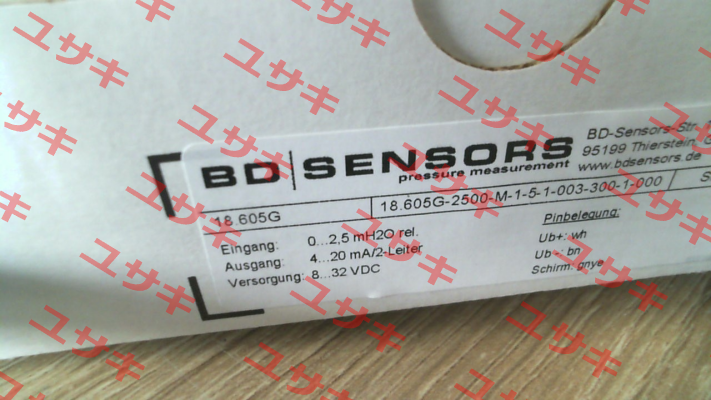 BD|SENSORS
pressure measurement
BD-Sensors-Str.
95199 Thierstein,
www.bdsensors.de
18.605G
18.605G-2500-M-1-5-1-003-300-1-000
S
Eingang: 0...2,5 mH2O rel.
Ausgang: 4...20 mA/2-Leiter
Versorgung: 8...32 VDC
Pinbelegung:
Ub+: wh
Ub-: bn
Schirm: gnye
ユサキ